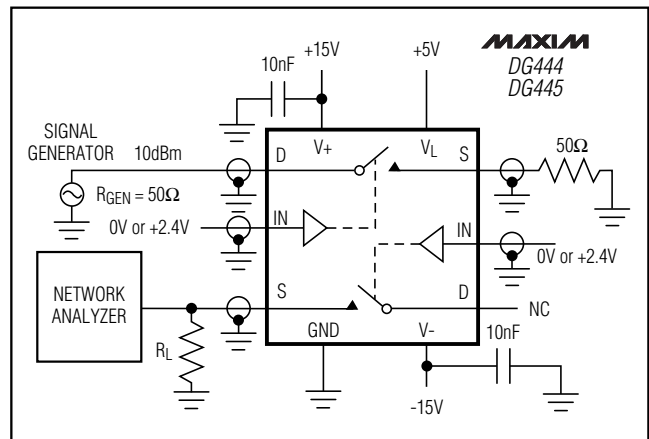 +15V
+5V
MAXIM
DG444
DG445
10nF
SIGNAL
GENERATOR
10dBm
D
V+
VL
S
50Ω
RGEN = 50Ω
0V or +2.4V
IN
IN
0V or +2.4V
NETWORK
ANALYZER
S
D
NC
RL
GND
V-
10nF
-15V